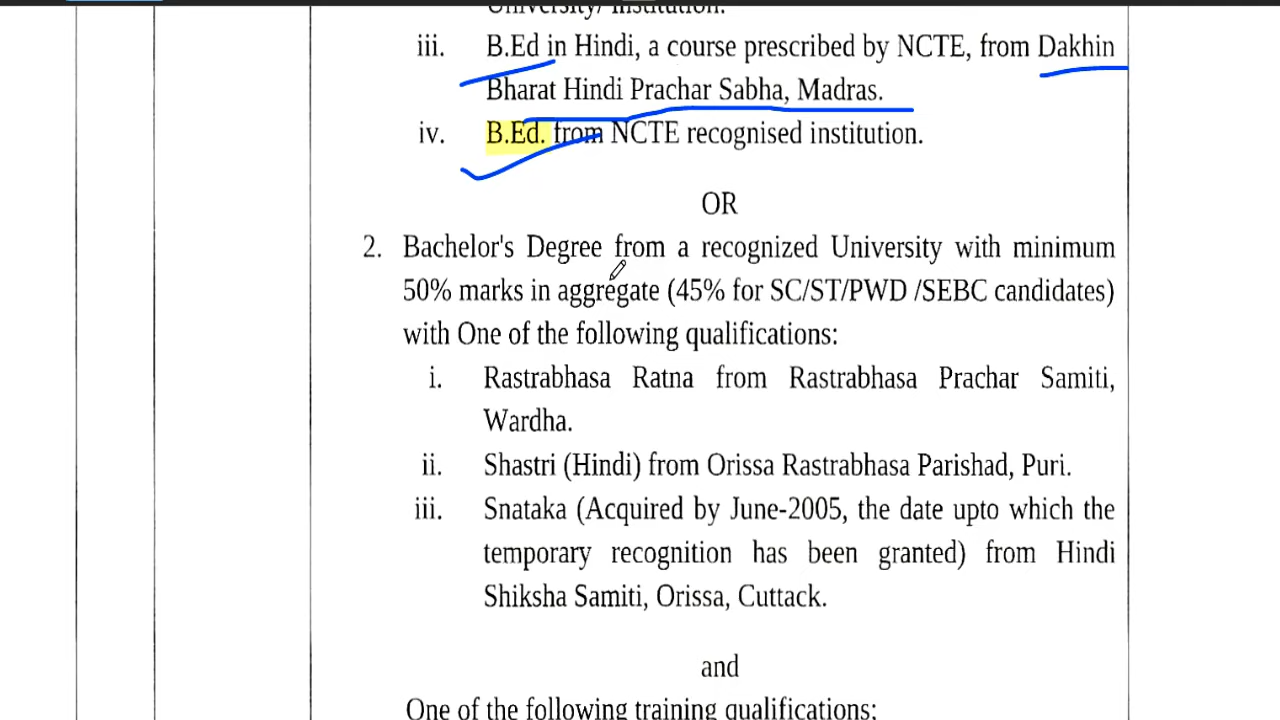 University/ Institution.
iii. B.Ed in Hindi, a course prescribed by NCTE, from Dakhin
Bharat Hindi Prachar Sabha, Madras.
iv. B.Ed. from NCTE recognised institution.
OR
2. Bachelor's Degree from a recognized University with minimum
50% marks in aggregate (45% for SC/ST/PWD /SEBC candidates)
with One of the following qualifications:
i. Rastrabhasa Ratna from Rastrabhasa Prachar Samiti,
Wardha.
ii. Shastri (Hindi) from Orissa Rastrabhasa Parishad, Puri.
iii. Snataka (Acquired by June-2005, the date upto which the
temporary recognition has been granted) from Hindi
Shiksha Samiti, Orissa, Cuttack.
and
One of the following training qualifications: